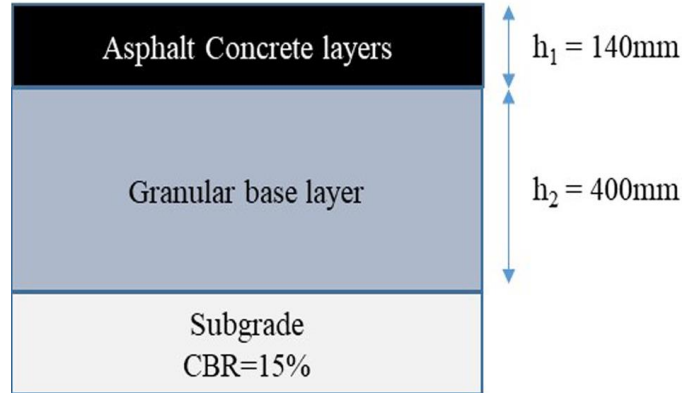 Asphalt Concrete layers
h₁ = 140mm
Granular base layer
h₂ = 400mm
Subgrade
CBR=15%